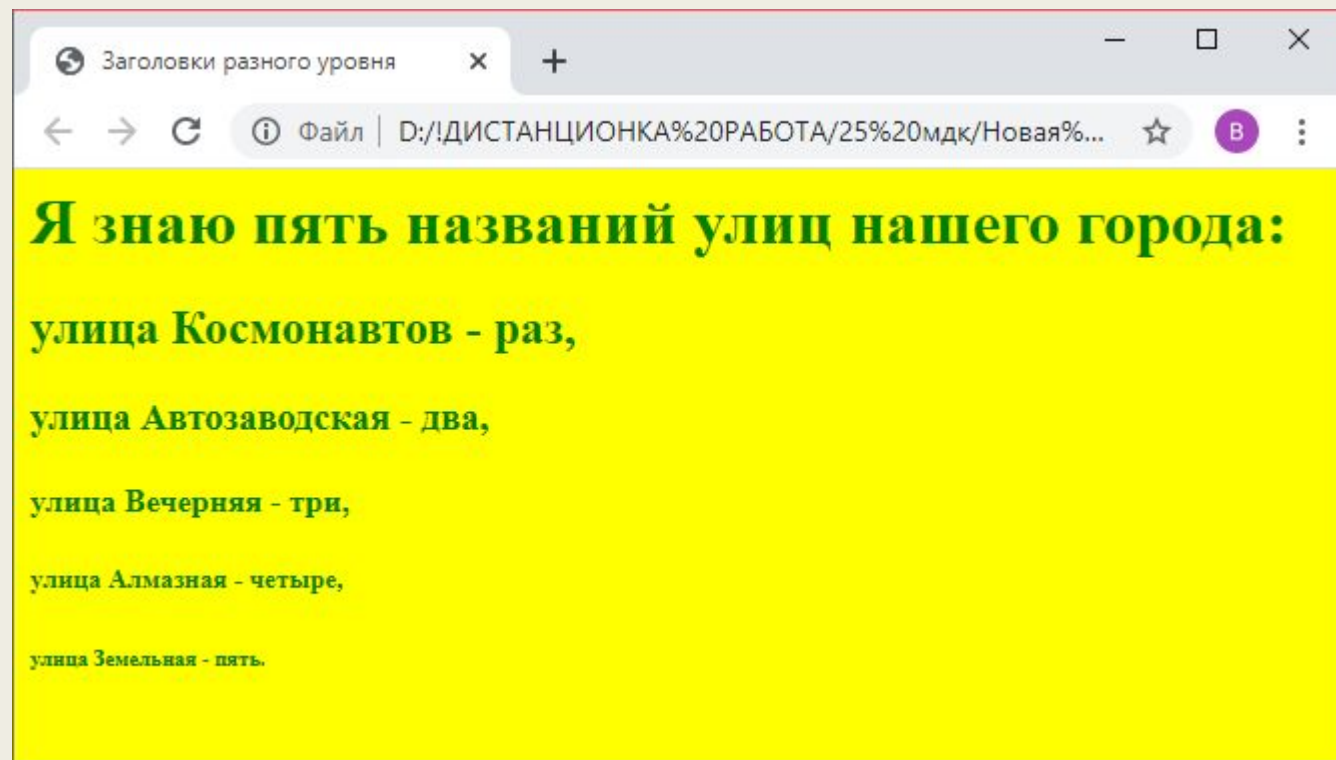 Заголовки разного уровня
Файл | D:/!ДИСТАНЦИОНКА%20РАБОТА/25%20мдк/Новая%...
B
Я знаю пять названий улиц нашего города:
улица Космонавтов - раз,
улица Автозаводская - два,
улица Вечерняя - три,
улица Алмазная - четыре,
улица Земельная - пять.